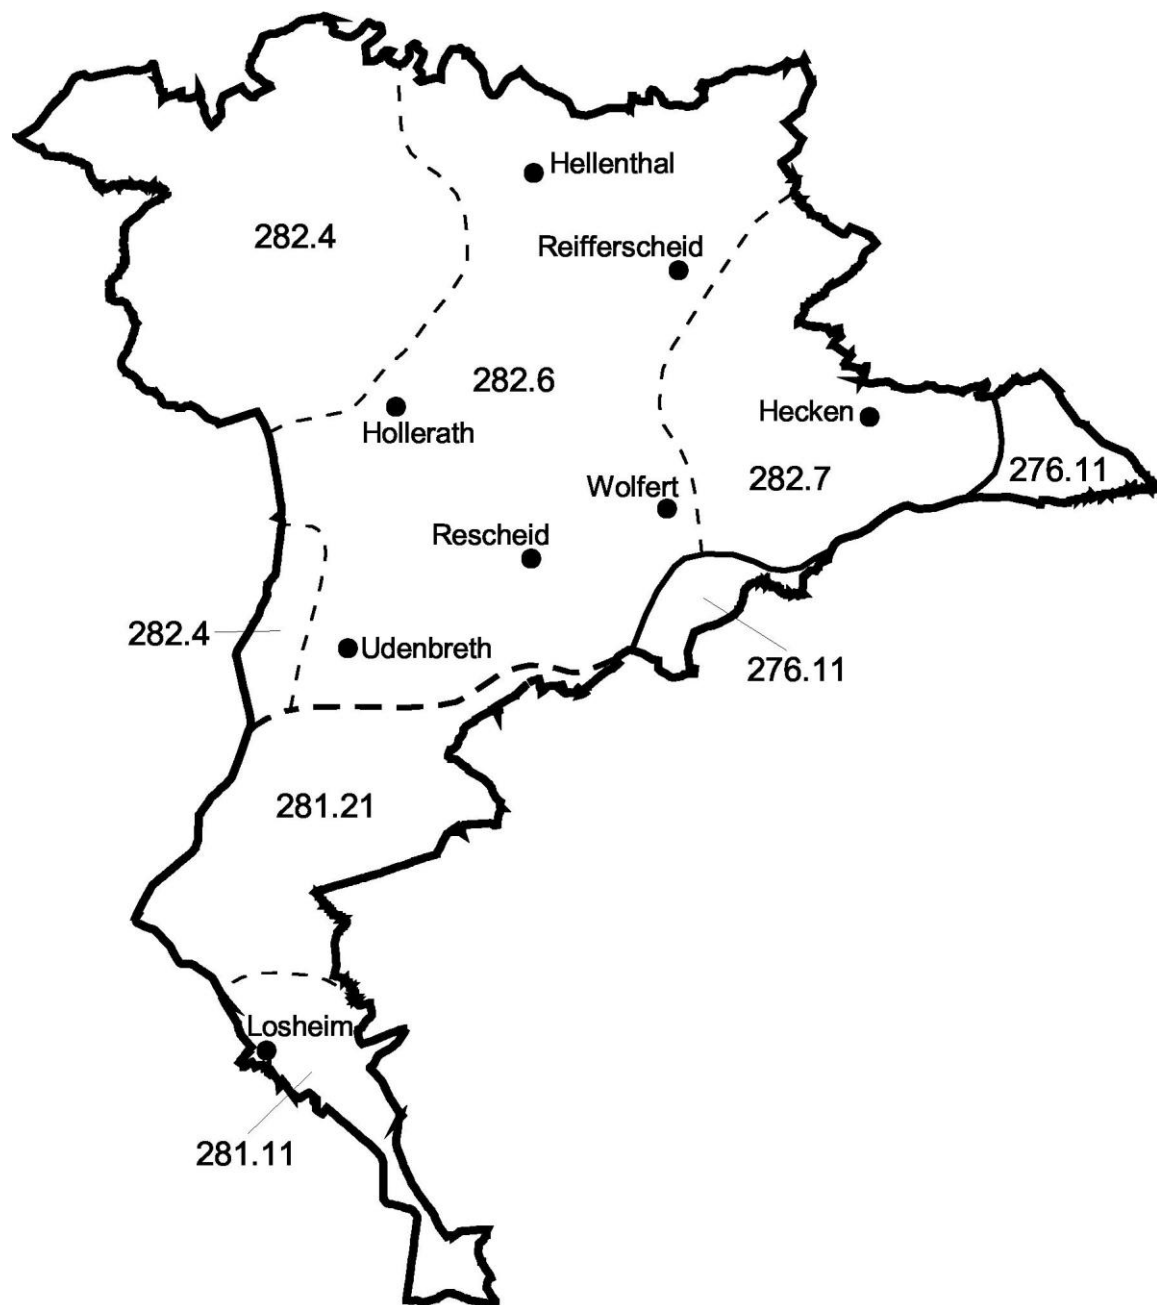 Hellenthal
282.4
Reifferscheid
282.6
Hecken
Hollerath
276.11
282.7
Wolfert
Rescheid
282.4
Udenbreth
276.11
281.21
Losheim
281.11